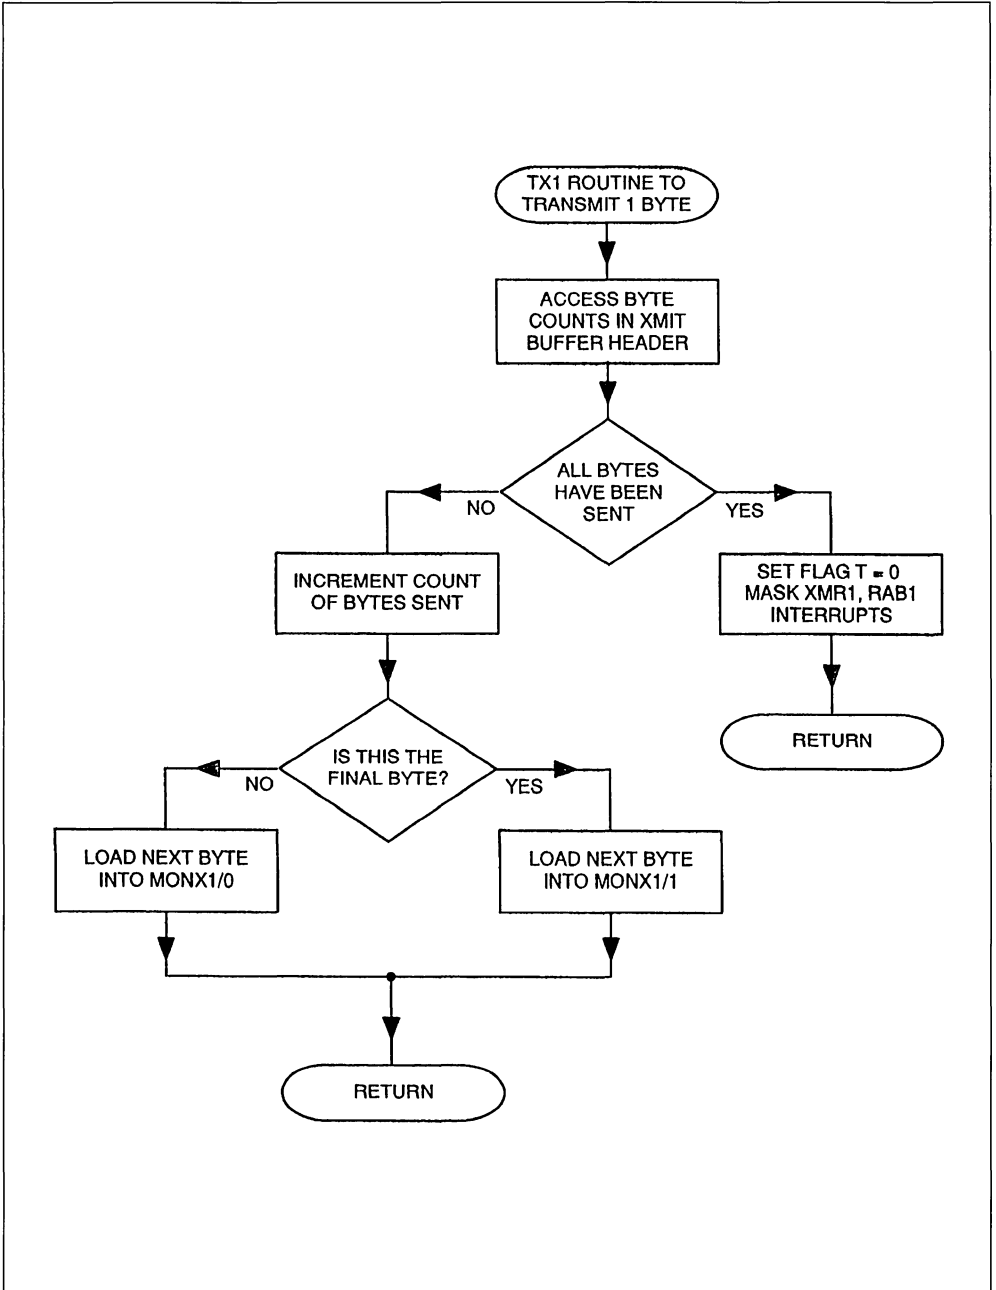 TX1 ROUTINE TO
TRANSMIT 1 BYTE
ACCESS BYTE
COUNTS IN XMIT
BUFFER HEADER
ALL BYTES
HAVE BEEN
SENT
NO
YES
INCREMENT COUNT
OF BYTES SENT
SET FLAG T = 0
MASK XMR1, RAB1
INTERRUPTS
RETURN
IS THIS THE
FINAL BYTE?
NO
YES
LOAD NEXT BYTE
INTO MONX1/0
LOAD NEXT BYTE
INTO MONX1/1
RETURN